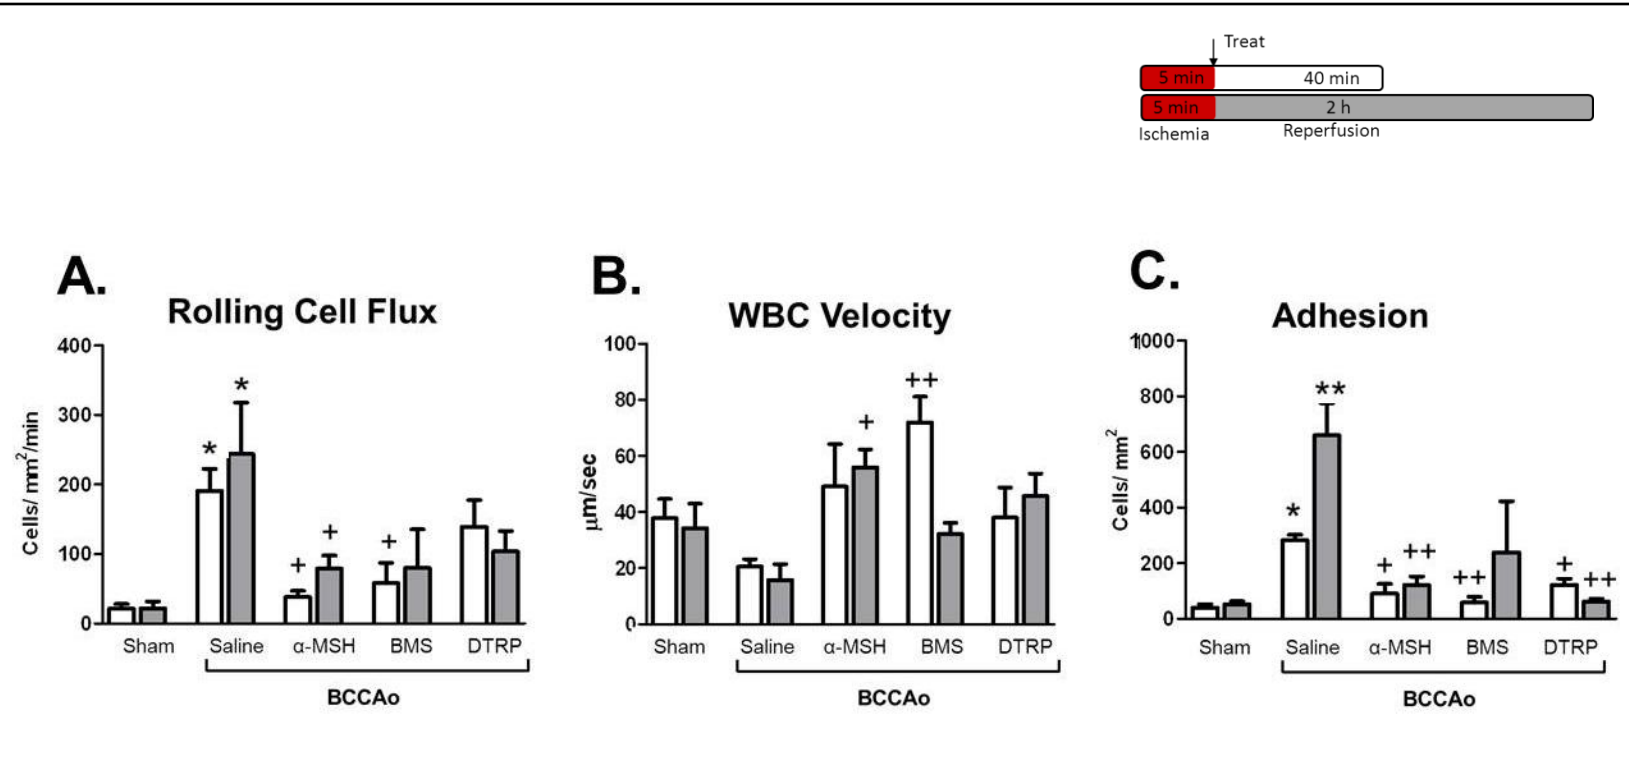 Treat
5 min 40 min
5 min 2 h
Ischemia Reperfusion
A.
Rolling Cell Flux
Cells/ mm²/min
400
300
200
100
0
*
*
+
+
+
Sham Saline α-MSH BMS DTRP
BCCAo
B.
WBC Velocity
μm/sec
100
80
60
40
20
0
+
++
Sham Saline α-MSH BMS DTRP
BCCAo
C.
Adhesion
Cells/ mm²
1000
800
600
400
200
0
*
**
+
++
++
+
++
Sham Saline α-MSH BMS DTRP
BCCAo